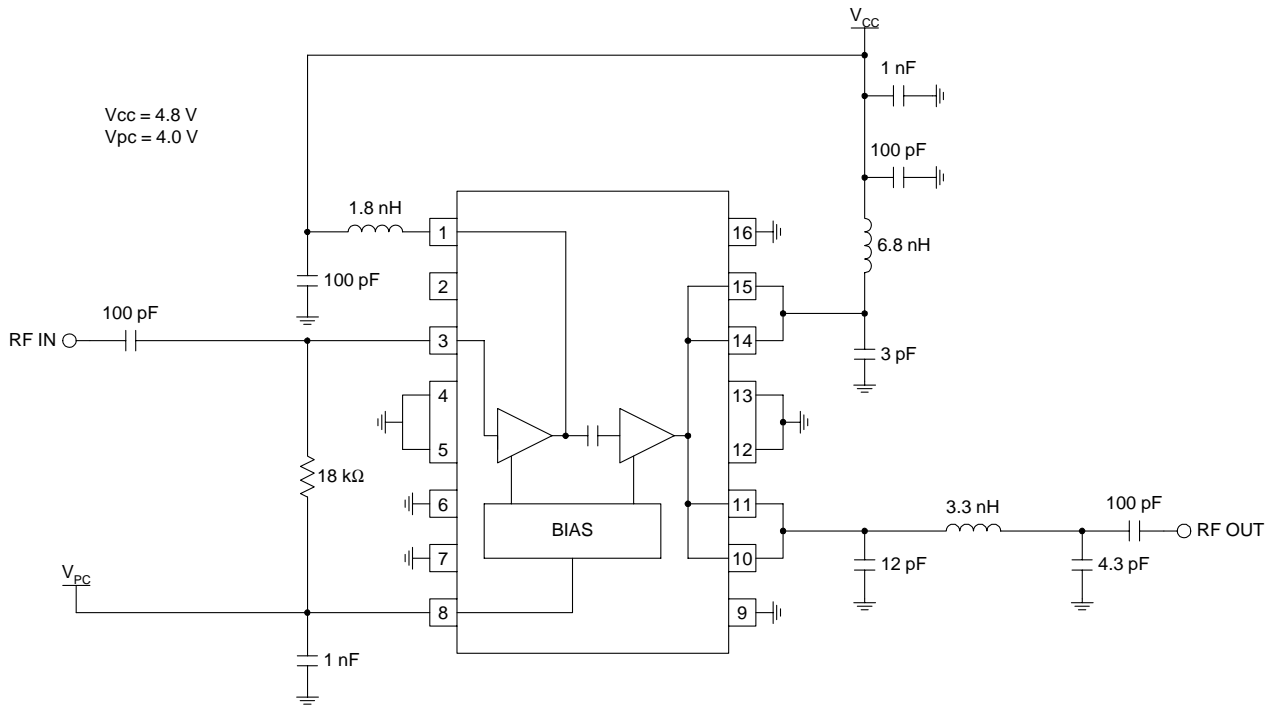 V_CC
1 nF
Vcc = 4.8 V
Vpc = 4.0 V
100 pF
1.8 nH
1
16
6.8 nH
100 pF
2
15
100 pF
RF IN
3
14
3 pF
4
13
5
12
18 kΩ
6
11
3.3 nH
100 pF
BIAS
RF OUT
7
10
12 pF
4.3 pF
V_PC
8
9
1 nF